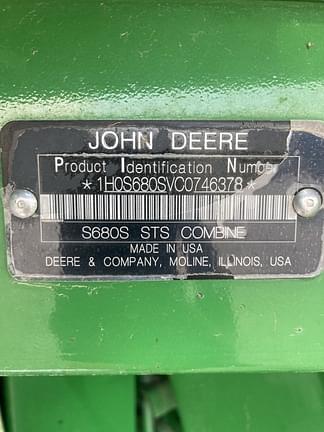 JOHN DEERE
Product Identification Number
*1H0S680SVC0746378*
S680S STS COMBINE
MADE IN USA
DEERE & COMPANY, MOLINE, ILLINOIS, USA